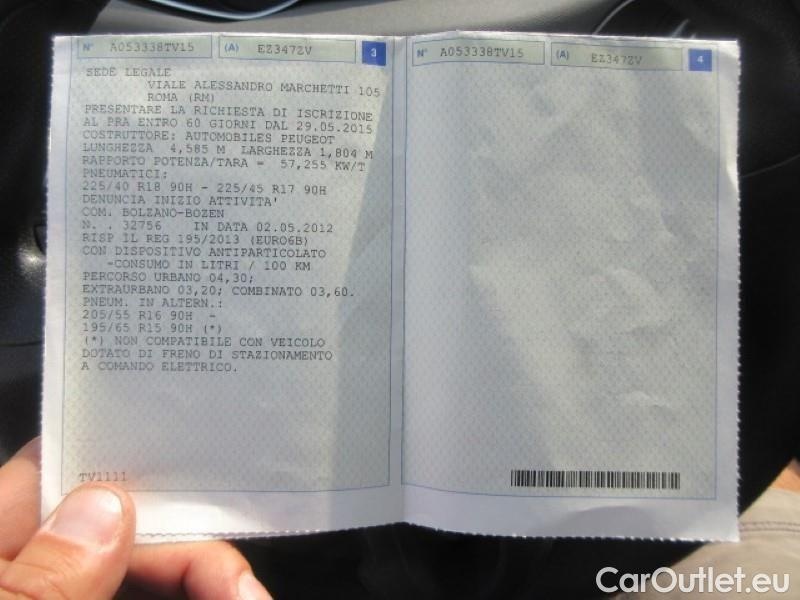 N° A053338TV15 (A) EZ347ZV 3
SEDE LEGALE
VIALE ALESSANDRO MARCHETTI 105
ROMA (RM)
PRESENTARE LA RICHIESTA DI ISCRIZIONE
AL PRA ENTRO 60 GIORNI DAL 29.05.2015
COSTRUTTORE: AUTOMOBILES PEUGEOT
LUNGHEZZA 4,585 M LARGHEZZA 1,804 M
RAPPORTO POTENZA/TARA = 57,255 KW/T
PNEUMATICI:
225/40 R18 90H - 225/45 R17 90H
DENUNCIA INIZIO ATTIVITA'
COM. BOLZANO-BOZEN
N. . 32756 IN DATA 02.05.2012
RISP IL REG 195/2013 (EURO6B)
CON DISPOSITIVO ANTIPARTICOLATO
=CONSUMO IN LITRI / 100 KM
PERCORSO URBANO 04,30;
EXTRAURBANO 03,20; COMBINATO 03,60.
PNEUM. IN ALTERN.:
205/55 R16 90H -
195/65 R15 90H (*)
(*) NON COMPATIBILE CON VEICOLO
DOTATO DI FRENO DI STAZIONAMENTO
A COMANDO ELETTRICO.
TV1111
N° A053338TV15 (A) EZ347ZV 4
CarOutlet.eu